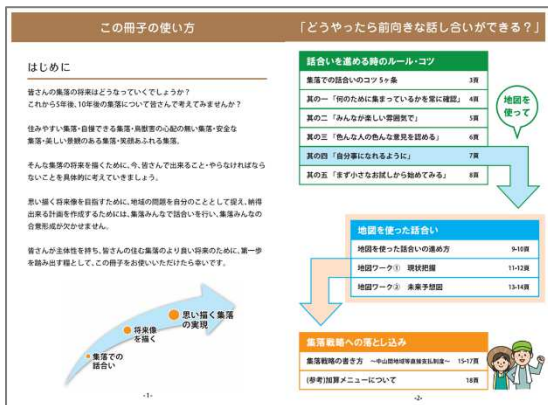 この冊子の使い方
はじめに
皆さんの集落の将来はどうなっていくでしょうか？
これから5年後、10年後の集落について皆さんで考えてみませんか？
住みやすい集落・自慢できる集落・鳥獣害の心配の無い集落・安全な
集落・美しい景観のある集落・笑顔あふれる集落。
そんな集落の将来を描くために、今、皆さんで出来ること・やらなければなら
ないことを具体的に考えていきましょう。
思い描く将来像を目指すために、地域の問題を自分のこととして捉え、納得
出来る計画を作成するためには、集落みんなで話合いを行い、集落みんなの
合意形成が欠かせません。
皆さんが主体性を持ち、皆さんの住む集落のより良い将来のために、第一歩
を踏み出す糧として、この冊子をお使いいただけたら幸いです。
思い描く集落
の実現
将来像
を描く
集落での
話合い
-1-
「どうやったら前向きな話し合いができる？」
話合いを進める時のルール・コツ
集落での話合いのコツ 5ヶ条 3頁
其の一 「何のために集まっているかを常に確認」 4頁
其の二 「みんなが楽しい雰囲気で」 5頁
其の三 「色んな人の色んな意見を認める」 6頁
其の四 「自分事になれるように」 7頁
其の五 「まず小さなお試しから始めてみる」 8頁
地図を
使って
地図を使った話合い
地図を使った話合いの進め方 9-10頁
地図ワーク① 現状把握 11-12頁
地図ワーク② 未来予想図 13-14頁
集落戦略への落とし込み
集落戦略の書き方 ～中山間地域等直接支払制度～ 15-17頁
(参考)加算メニューについて 18頁
-2-